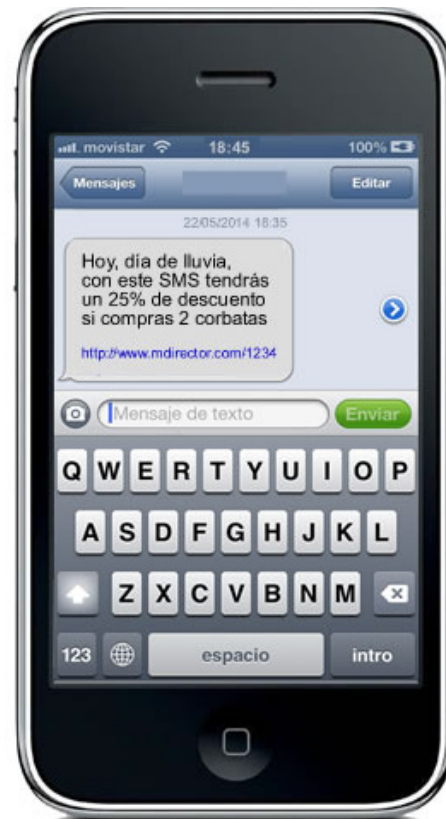 movistar 18:45 100%
Mensajes Editar
22/05/2014 18:35
Hoy, día de lluvia,
con este SMS tendrás
un 25% de descuento
si compras 2 corbatas
http://www.mdirector.com/1234
Mensaje de texto Enviar
Q W E R T Y U I O P
A S D F G H J K L
Z X C V B N M
123 espacio intro